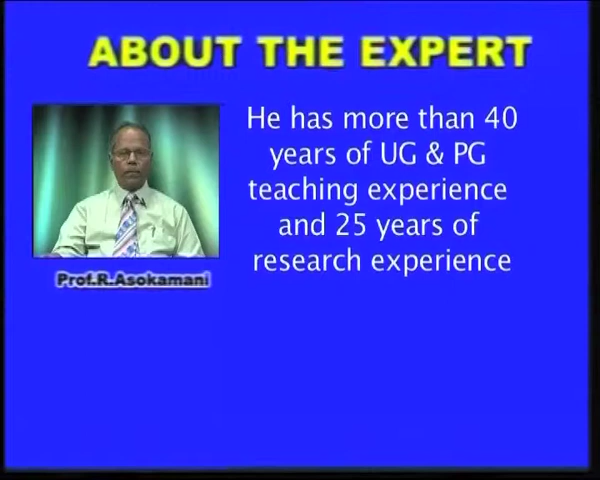 ABOUT THE EXPERT
He has more than 40
years of UG & PG
teaching experience
and 25 years of
research experience
Prof.R.Asokamani